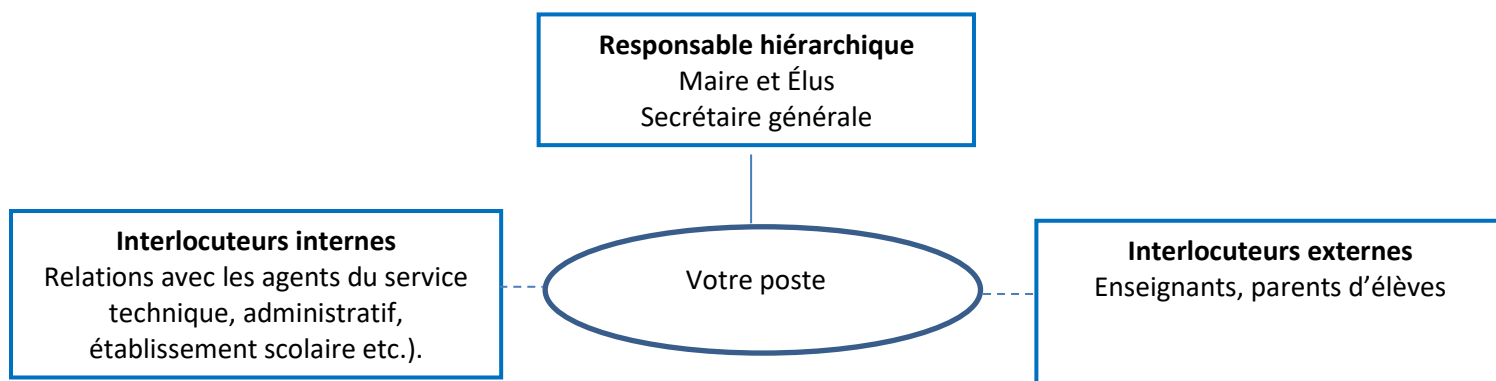 Responsable hiérarchique
Maire et Élus
Secrétaire générale
Interlocuteurs internes
Relations avec les agents du service
technique, administratif,
établissement scolaire etc.).
Votre poste
Interlocuteurs externes
Enseignants, parents d’élèves